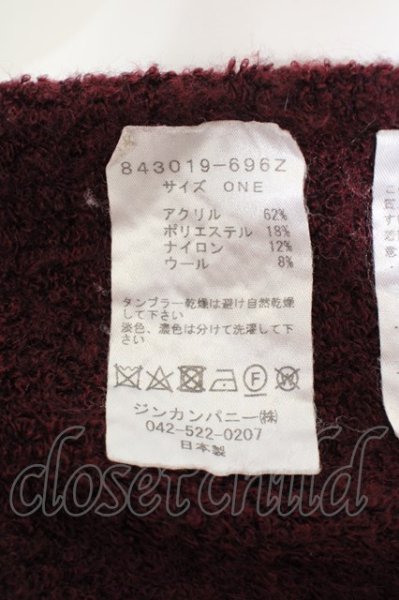 843019-696Z
サイズ ONE
アクリル 62%
ポリエステル 18%
ナイロン 12%
ウール 8%
タンブラー乾燥は避け自然乾燥
して下さい
淡色、濃色は分けて洗濯して下
さい
F W
ジンカンパニー㈱
042-522-0207
日本製
closet child